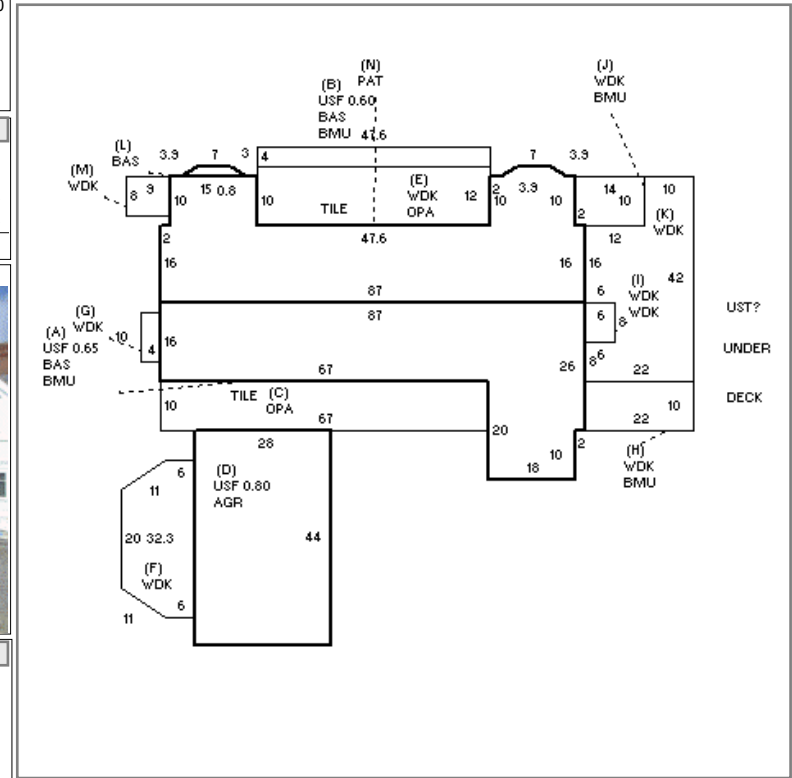 (N)
PAT
(B)
USF 0.60
BAS
BMU 47.6
(J)
WDK
BMU
(L)
BAS
3.9 7 3 4
7 3.9
(M)
WDK
8 9
10 15 0.8
10
TILE
(E)
WDK
OPA
12
2 3.9
10 10
2
14
10
10
(K)
WDK
2
47.6
12
16
16 16
42
87
6
(G)
WDK
10
4
(A)
USF 0.65
BAS
BMU
16
87
(I)
WDK
WDK
6
8
UST?
UNDER
DECK
67
26
8 6
22
10
TILE (C)
OPA
67
20
22
10
28
10
2
18
(H)
WDK
BMU
6
11
(D)
USF 0.80
AGR
20 32.3
44
(F)
WDK
6
11